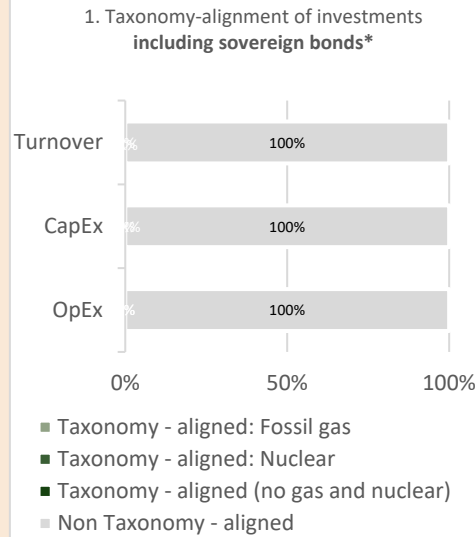 1. Taxonomy-alignment of investments
including sovereign bonds*
Turnover 100%
CapEx 100%
OpEx 100%
0% 50% 100%
Taxonomy - aligned: Fossil gas
Taxonomy - aligned: Nuclear
Taxonomy - aligned (no gas and nuclear)
Non Taxonomy - aligned